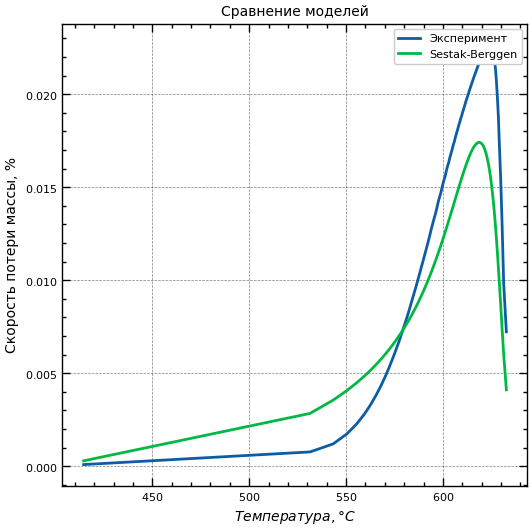 Сравнение моделей
Эксперимент
Sestak-Berggen
Скорость потери массы, %
0.020
0.015
0.010
0.005
0.000
450 500 550 600
Температура, °C